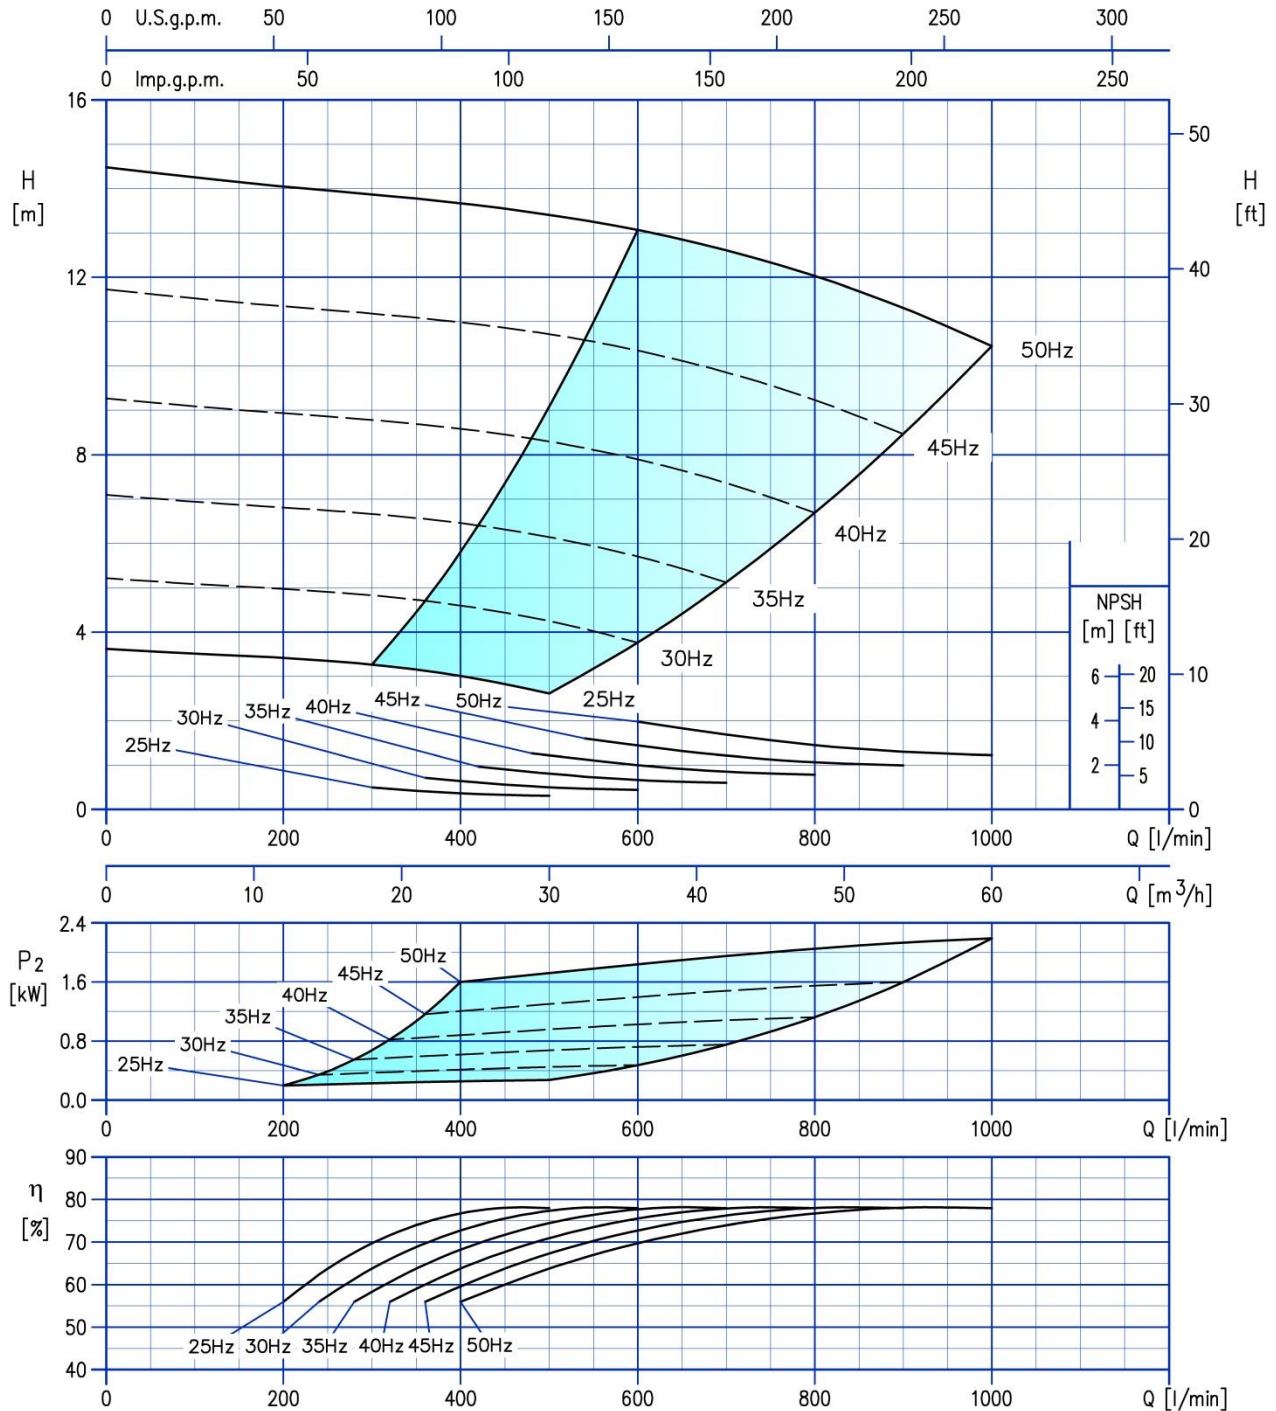 0 U.S.g.p.m. 50 100 150 200 250 300
0 Imp.g.p.m. 50 100 150 200 250
16
50
H
[m]
H
[ft]
12
40
50Hz
30
45Hz
8
40Hz
20
35Hz
NPSH
[m] [ft]
4
30Hz
6 20 10
25Hz
50Hz
45Hz
40Hz
35Hz
30Hz
25Hz
4 15
10
2 5
0 0
0 200 400 600 800 1000 Q [l/min]
0 10 20 30 40 50 60 Q [m³/h]
2.4
P2
[kW]
50Hz
45Hz
1.6
40Hz
35Hz
0.8
30Hz
25Hz
0.0
0 200 400 600 800 1000 Q [l/min]
90
η
[%]
80
70
60
50
25Hz 30Hz 35Hz 40Hz 45Hz 50Hz
40
0 200 400 600 800 1000 Q [l/min]